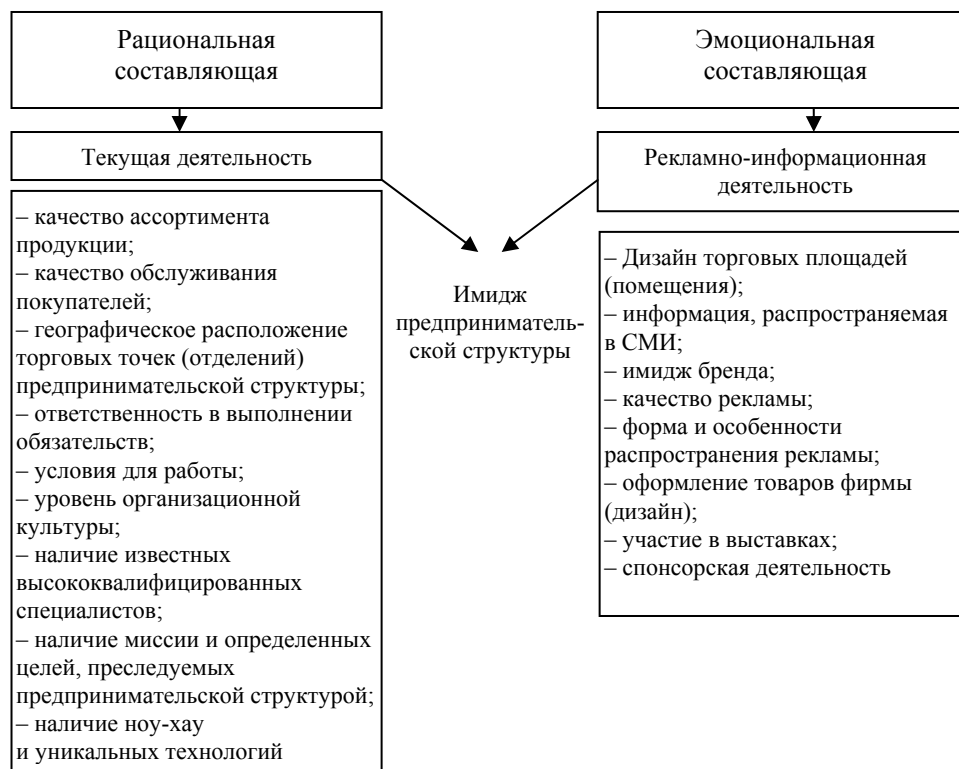 Рациональная
составляющая
Текущая деятельность
– качество ассортимента
продукции;
– качество обслуживания
покупателей;
– географическое расположение
торговых точек (отделений)
предпринимательской структуры;
– ответственность в выполнении
обязательств;
– условия для работы;
– уровень организационной
культуры;
– наличие известных
высококвалифицированных
специалистов;
– наличие миссии и определенных
целей, преследуемых
предпринимательской структурой;
– наличие ноу-хау
и уникальных технологий
Имидж
предприниматель-
ской структуры
Эмоциональная
составляющая
Рекламно-информационная
деятельность
– Дизайн торговых площадей
(помещения);
– информация, распространяемая
в СМИ;
– имидж бренда;
– качество рекламы;
– форма и особенности
распространения рекламы;
– оформление товаров фирмы
(дизайн);
– участие в выставках;
– спонсорская деятельность